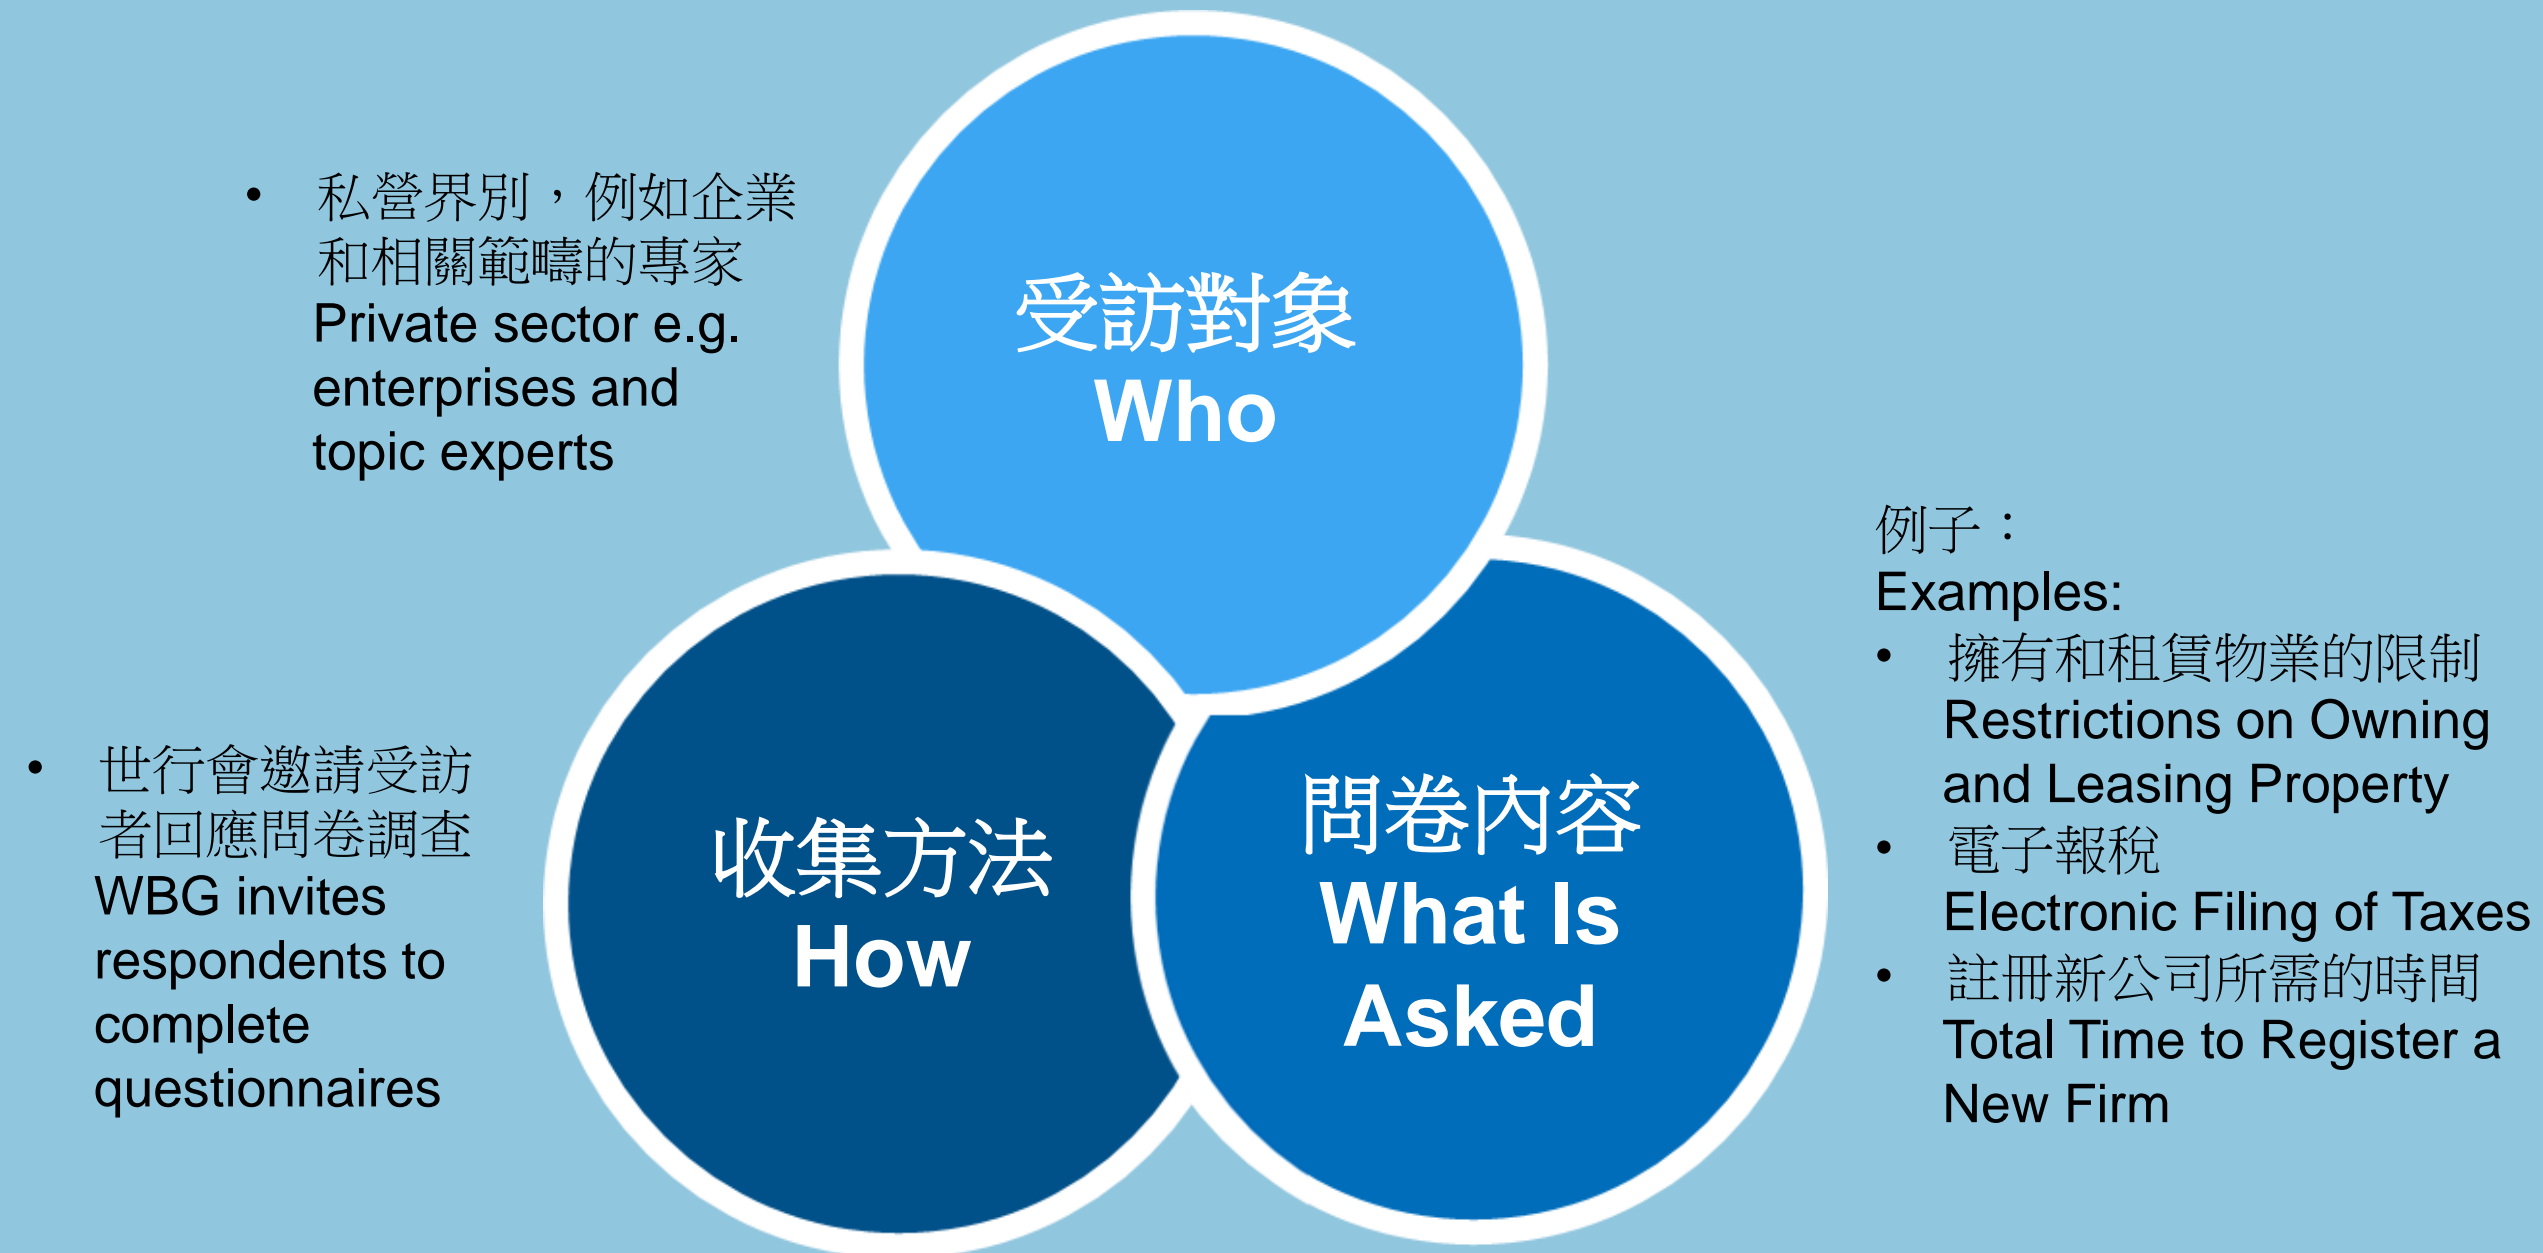 • 私營界別，例如企業
和相關範疇的專家
Private sector e.g.
enterprises and
topic experts
受訪對象
Who
• 世行會邀請受訪
者回應問卷調查
WBG invites
respondents to
complete
questionnaires
收集方法
How
問卷內容
What Is
Asked
例子：
Examples:
• 擁有和租賃物業的限制
Restrictions on Owning
and Leasing Property
• 電子報稅
Electronic Filing of Taxes
• 註冊新公司所需的時間
Total Time to Register a
New Firm